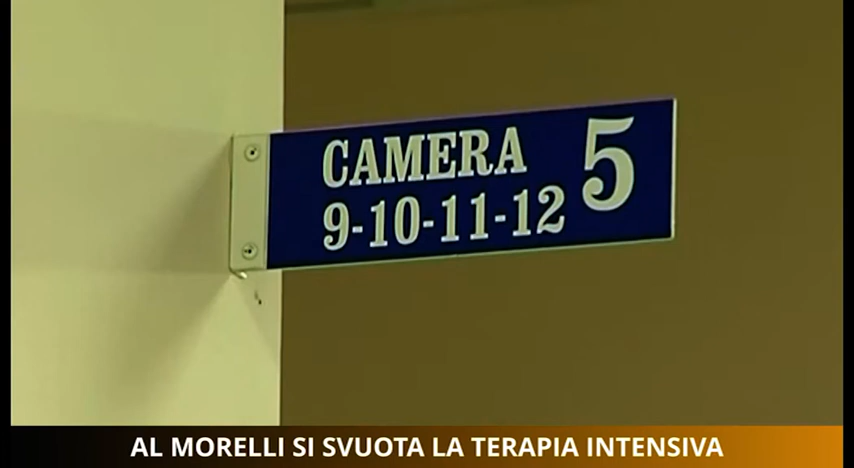 CAMERA 5
9-10-11-12
AL MORELLI SI SVUOTA LA TERAPIA INTENSIVA